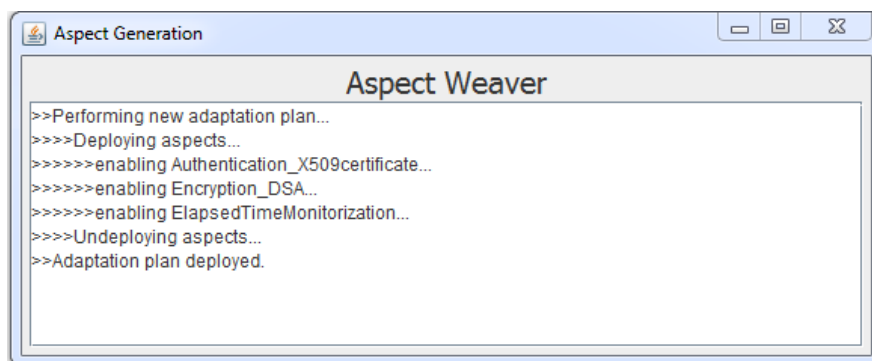 Aspect Generation
Aspect Weaver
>>Performing new adaptation plan...
>>>>Deploying aspects...
>>>>>>enabling Authentication_X509certificate...
>>>>>>enabling Encryption_DSA...
>>>>>>enabling ElapsedTimeMonitorization...
>>>>Undeploying aspects...
>>Adaptation plan deployed.